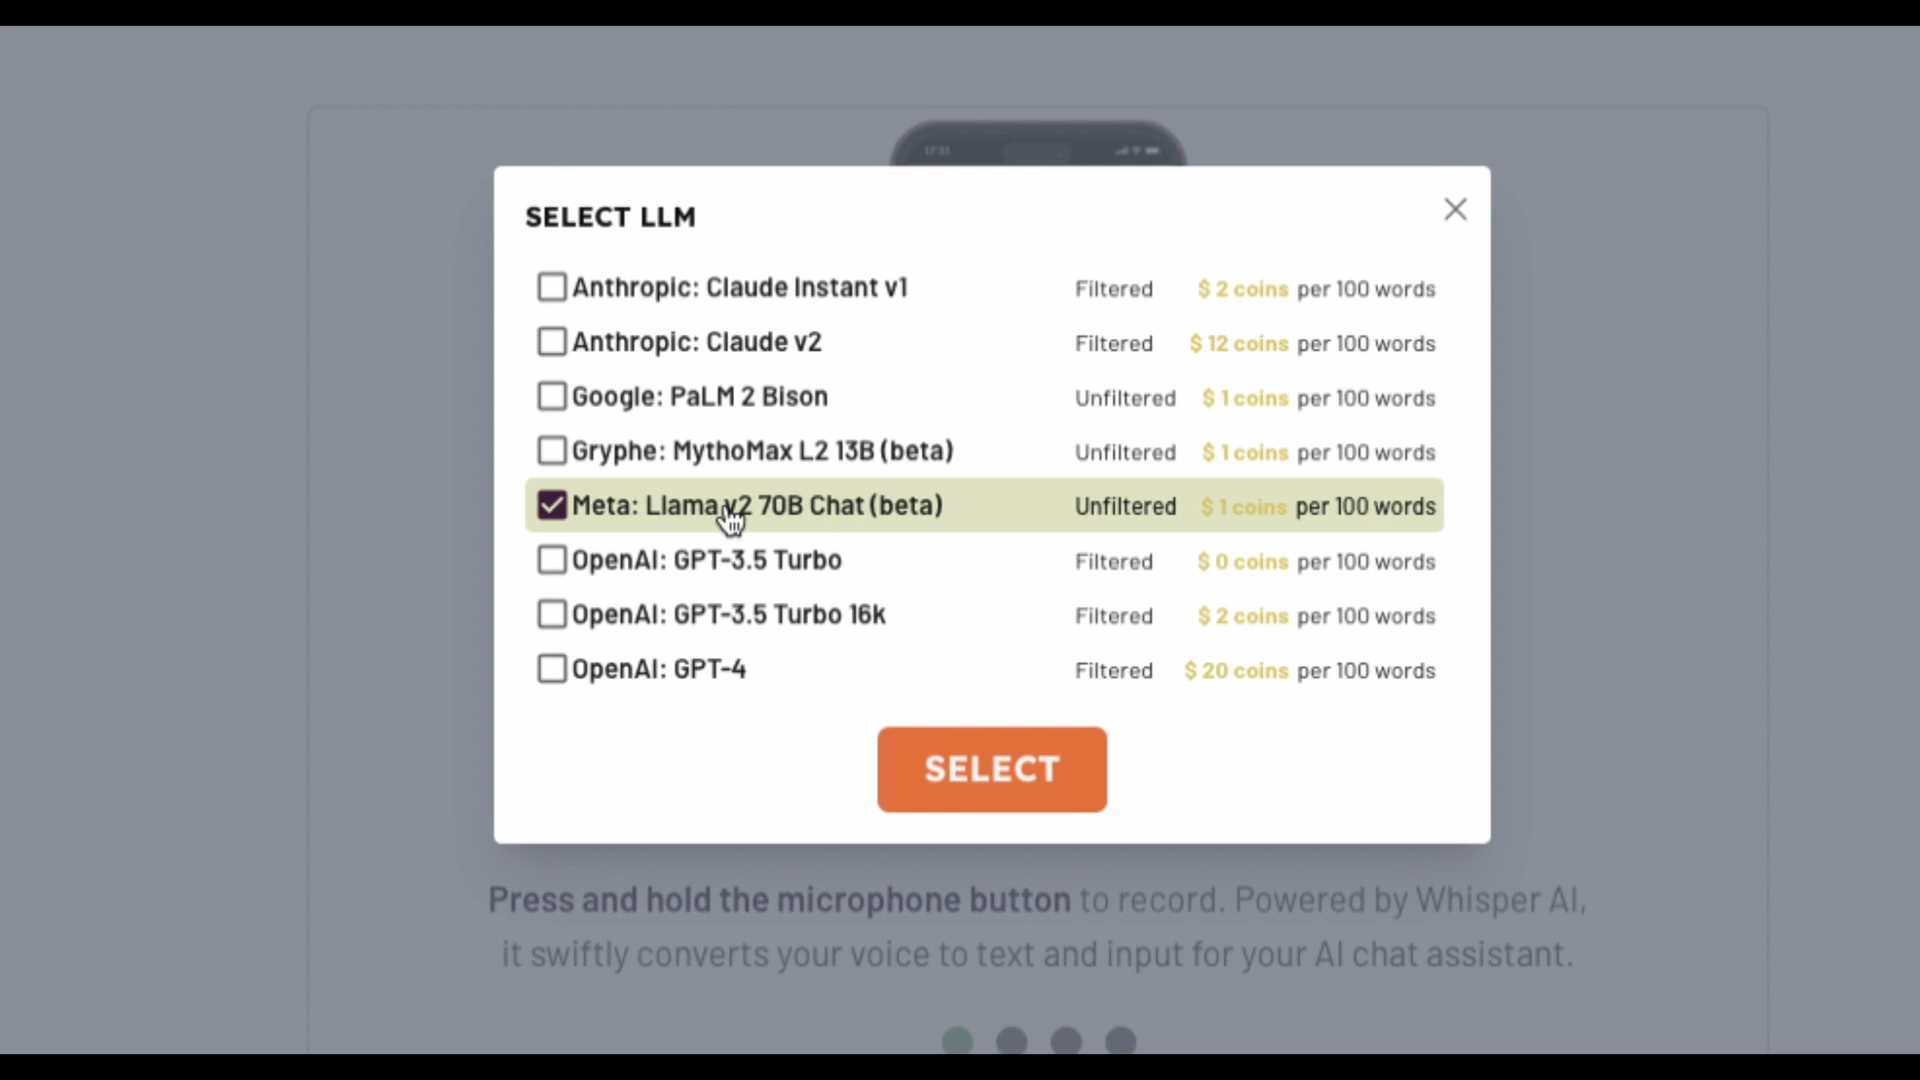 17:31
SELECT LLM
Anthropic: Claude Instant v1 Filtered $ 2 coins per 100 words
Anthropic: Claude v2 Filtered $ 12 coins per 100 words
Google: PaLM 2 Bison Unfiltered $ 1 coins per 100 words
Gryphe: MythoMax L2 13B (beta) Unfiltered $ 1 coins per 100 words
Meta: Llama v2 70B Chat (beta) Unfiltered $ 1 coins per 100 words
OpenAI: GPT-3.5 Turbo Filtered $ 0 coins per 100 words
OpenAI: GPT-3.5 Turbo 16k Filtered $ 2 coins per 100 words
OpenAI: GPT-4 Filtered $ 20 coins per 100 words
SELECT
Press and hold the microphone button to record. Powered by Whisper AI,
it swiftly converts your voice to text and input for your AI chat assistant.